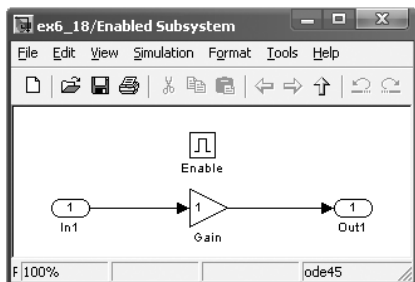 ex6_18/Enabled Subsystem
File Edit View Simulation Format Tools Help
Enable
1
In1
1
Gain
1
Out1
100%
ode45